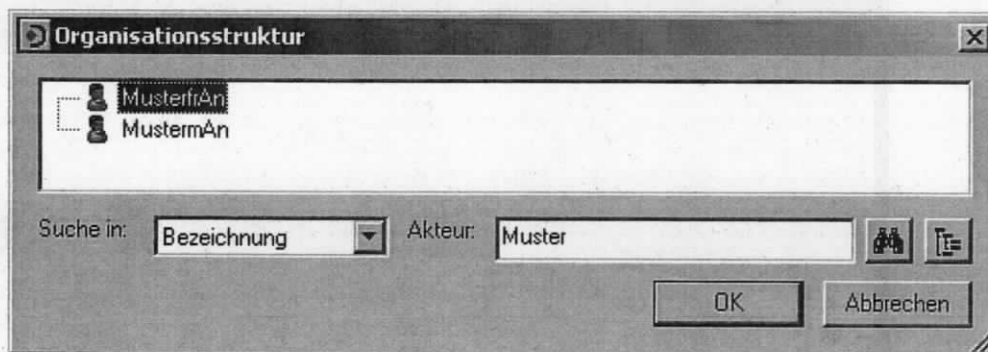 Organisationsstruktur
MusterfrAn
MustermAn
Suche in: Bezeichnung Akteur: Muster
OK Abbrechen